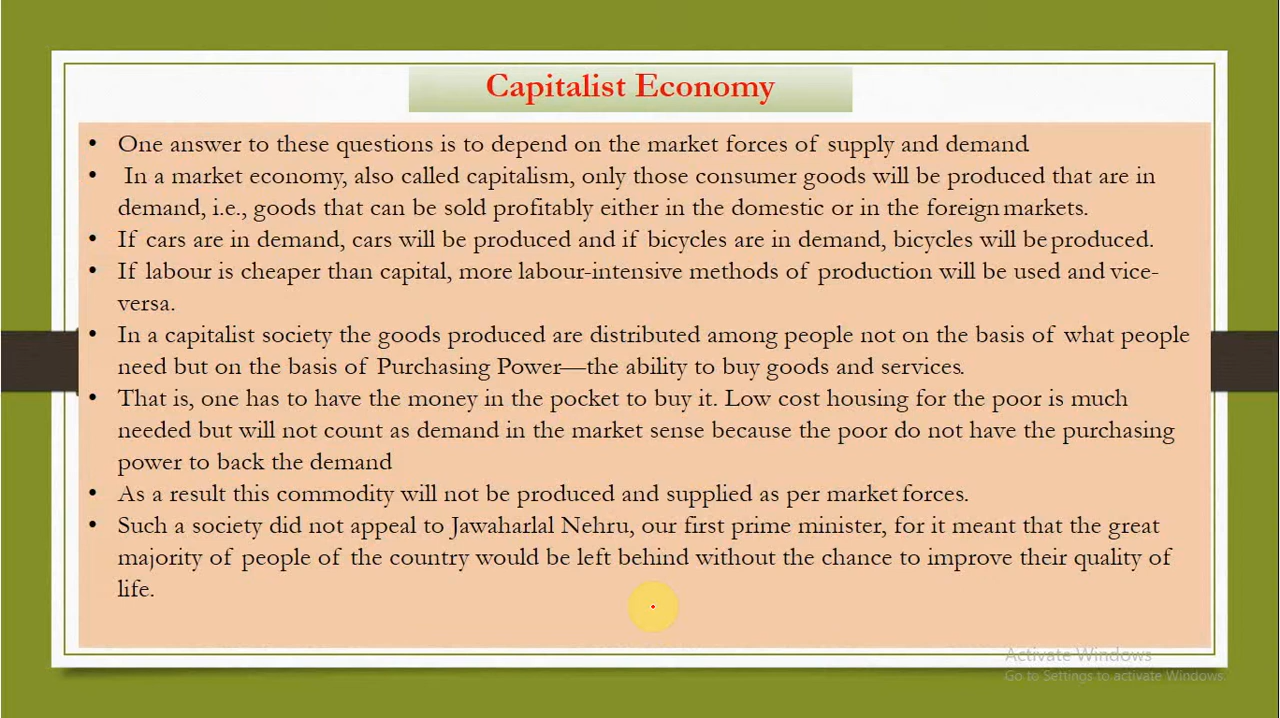 Capitalist Economy
• One answer to these questions is to depend on the market forces of supply and demand
• In a market economy, also called capitalism, only those consumer goods will be produced that are in
demand, i.e., goods that can be sold profitably either in the domestic or in the foreign markets.
• If cars are in demand, cars will be produced and if bicycles are in demand, bicycles will be produced.
• If labour is cheaper than capital, more labour-intensive methods of production will be used and vice-
versa.
• In a capitalist society the goods produced are distributed among people not on the basis of what people
need but on the basis of Purchasing Power—the ability to buy goods and services.
• That is, one has to have the money in the pocket to buy it. Low cost housing for the poor is much
needed but will not count as demand in the market sense because the poor do not have the purchasing
power to back the demand
• As a result this commodity will not be produced and supplied as per market forces.
• Such a society did not appeal to Jawaharlal Nehru, our first prime minister, for it meant that the great
majority of people of the country would be left behind without the chance to improve their quality of
life.
Activate Windows
Go to Settings to activate Windows.